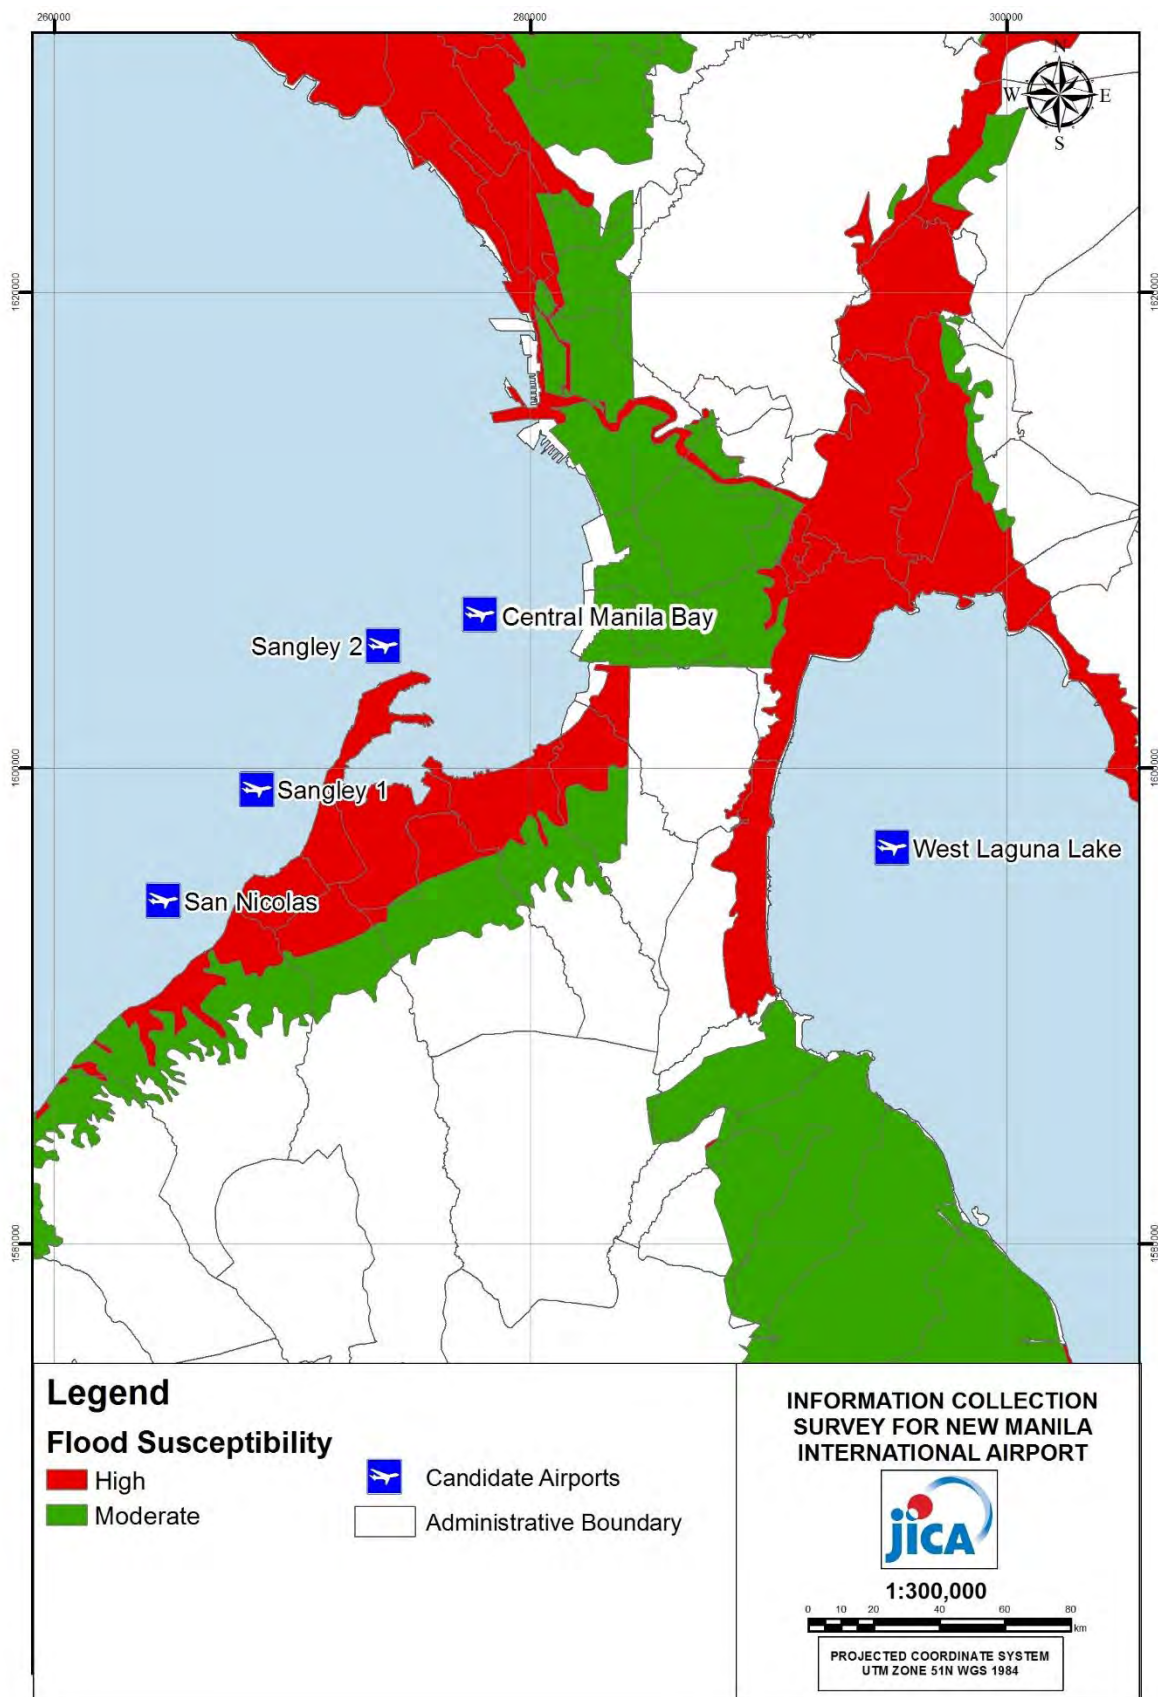 260000
280000
300000
N
W
E
S
1620000
1620000
Central Manila Bay
Sangley 2
1600000
1600000
Sangley 1
West Laguna Lake
San Nicolas
1580000
1580000
Legend
Flood Susceptibility
High
Moderate
Candidate Airports
Administrative Boundary
INFORMATION COLLECTION
SURVEY FOR NEW MANILA
INTERNATIONAL AIRPORT
jICA
1:300,000
0 10 20 40 60 80
km
PROJECTED COORDINATE SYSTEM
UTM ZONE 51N WGS 1984